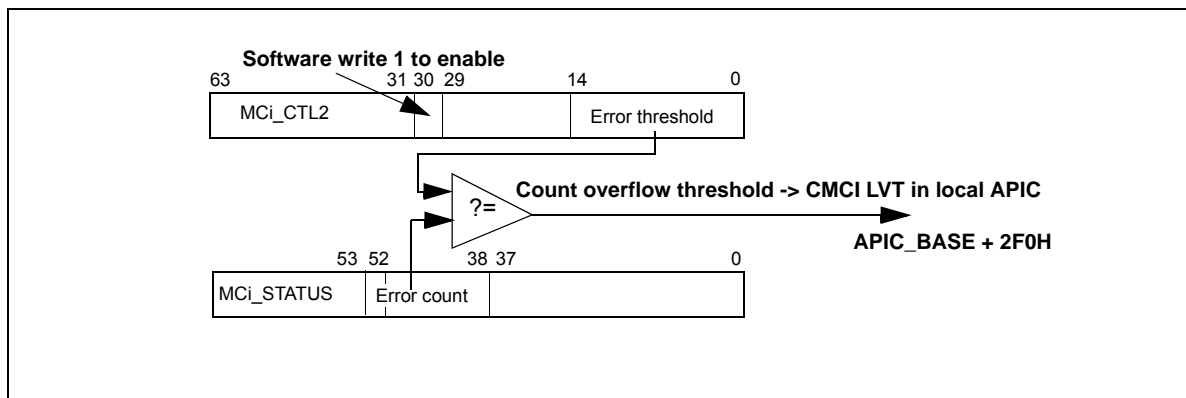 Software write 1 to enable
63 31 30 29 14 0
MCi_CTL2 Error threshold
?=
Count overflow threshold -> CMCI LVT in local APIC
APIC_BASE + 2F0H
53 52 38 37 0
MCi_STATUS Error count